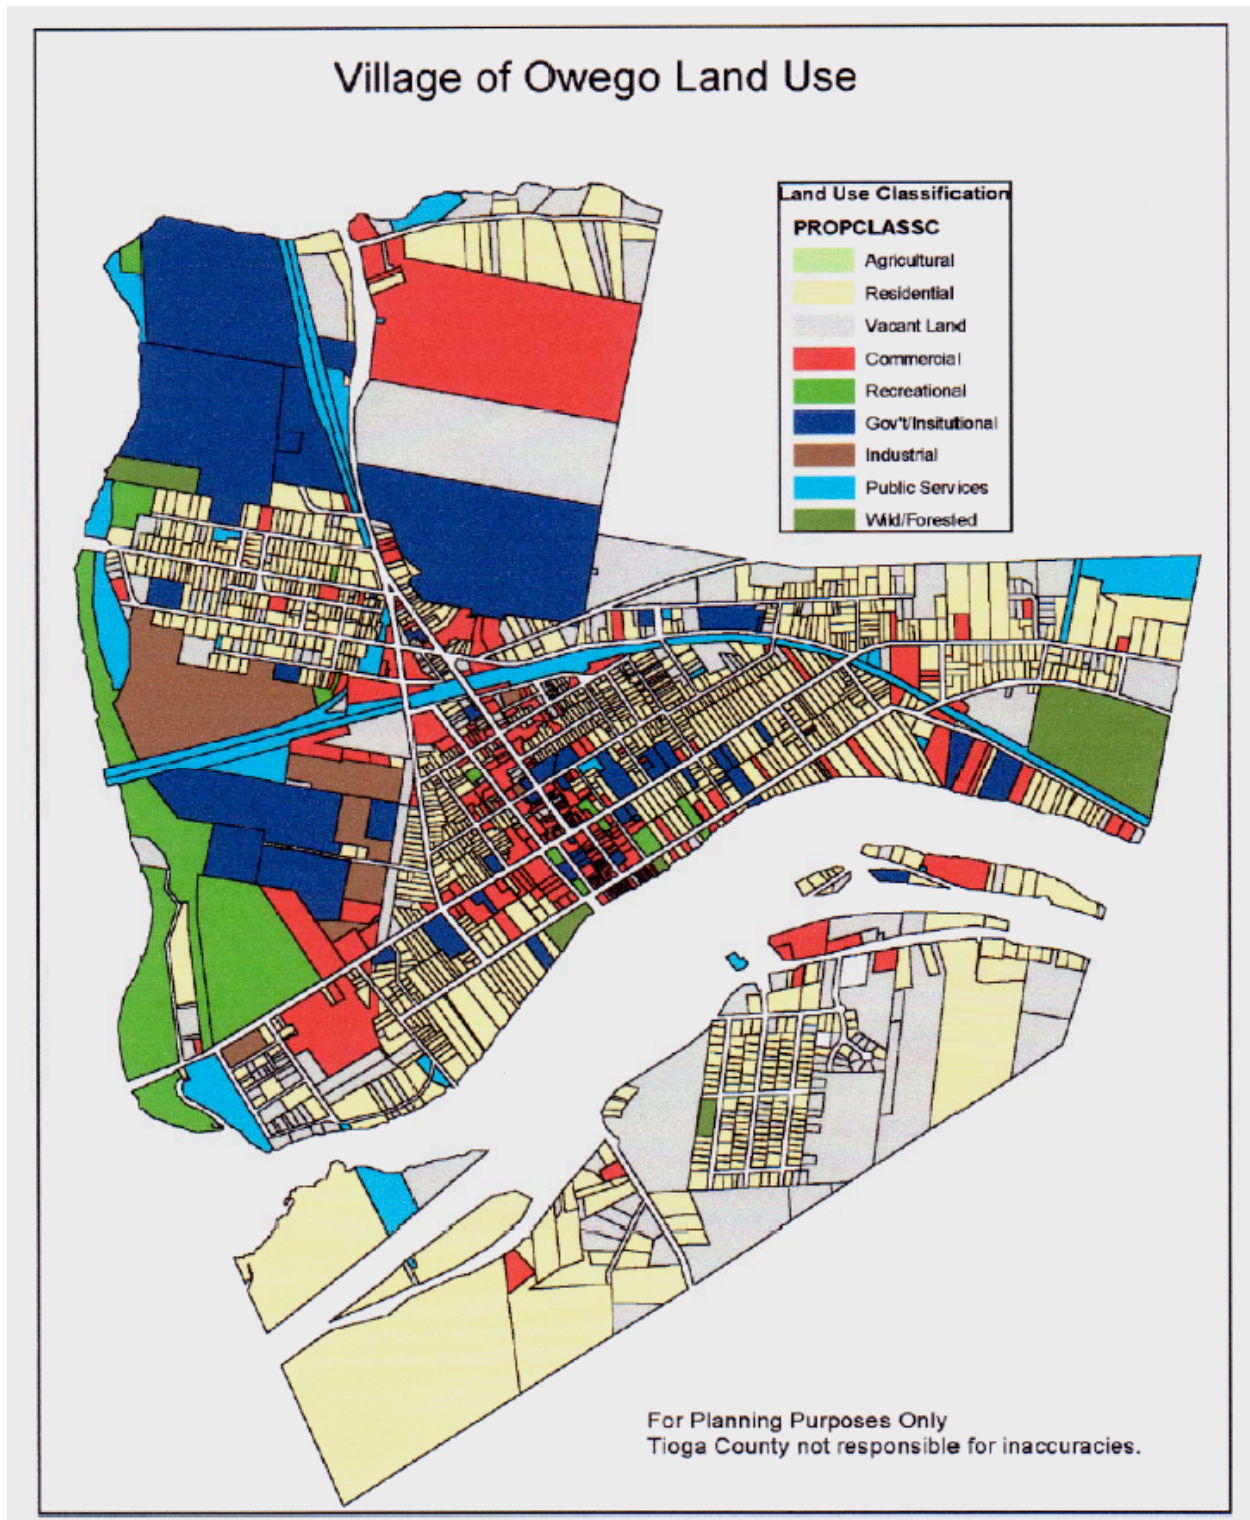 Village of Owego Land Use
Land Use Classification
PROPCLASSC
Agricultural
Residential
Vacant Land
Commercial
Recreational
Gov't/Insitutional
Industrial
Public Services
Wild/Forested
For Planning Purposes Only
Tioga County not responsible for inaccuracies.